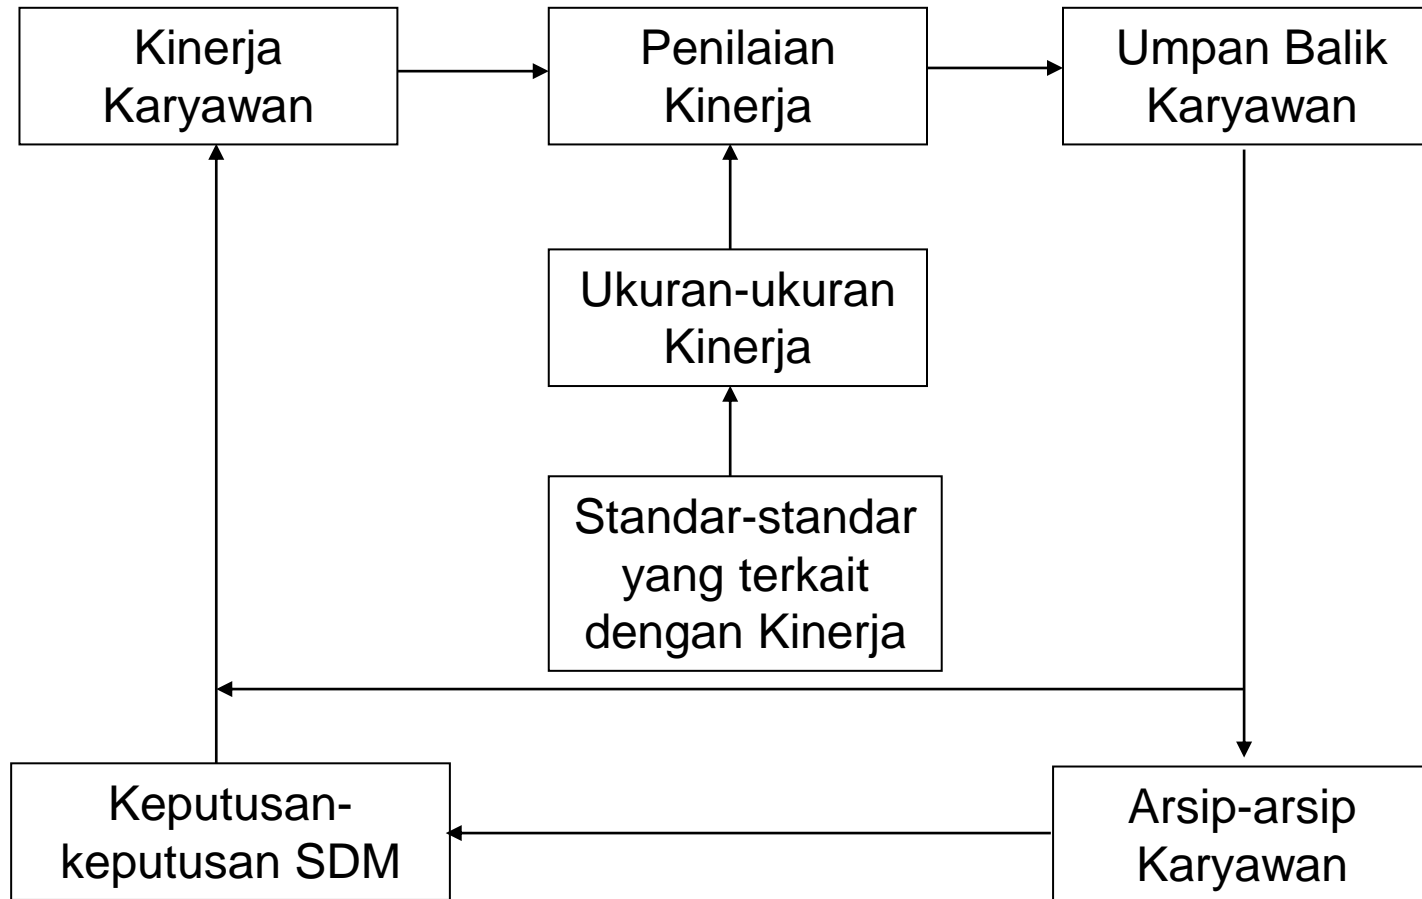 Kinerja
Karyawan
Penilaian
Kinerja
Umpan Balik
Karyawan
Ukuran-ukuran
Kinerja
Standar-standar
yang terkait
dengan Kinerja
Keputusan-
keputusan SDM
Arsip-arsip
Karyawan